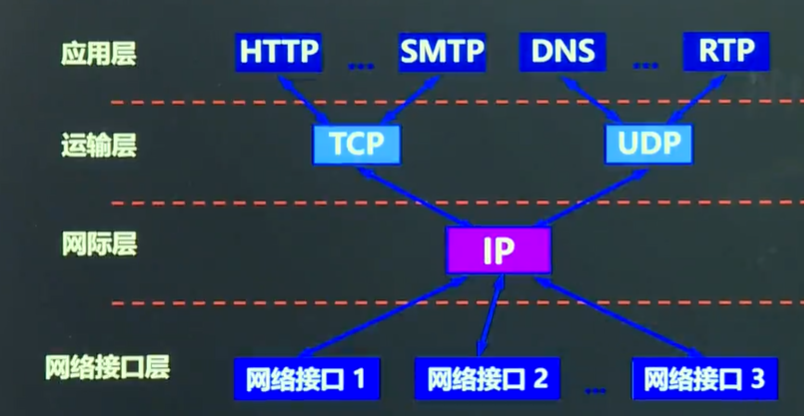 应用层 HTTP ... SMTP DNS ... RTP
运输层 TCP UDP
网际层 IP
网络接口层 网络接口 1 网络接口 2 ... 网络接口 3